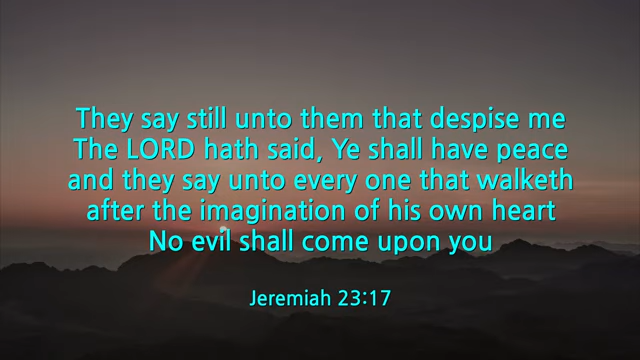 They say still unto them that despise me
The LORD hath said, Ye shall have peace
and they say unto every one that walketh
after the imagination of his own heart
No evil shall come upon you
Jeremiah 23:17